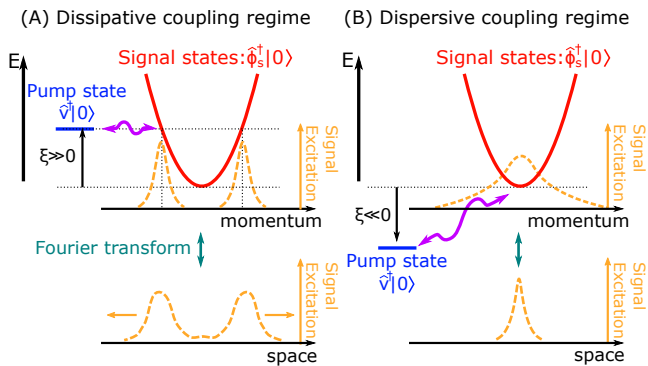 (A) Dissipative coupling regime
E
Signal states:ϕ̂ₛ†|0⟩
Pump state
v̂†|0⟩
ξ≫0
Signal
Excitation
momentum
Fourier transform
Signal
Excitation
space
(B) Dispersive coupling regime
E
Signal states:ϕ̂ₛ†|0⟩
Signal
Excitation
momentum
ξ≪0
Pump state
v̂†|0⟩
Signal
Excitation
space